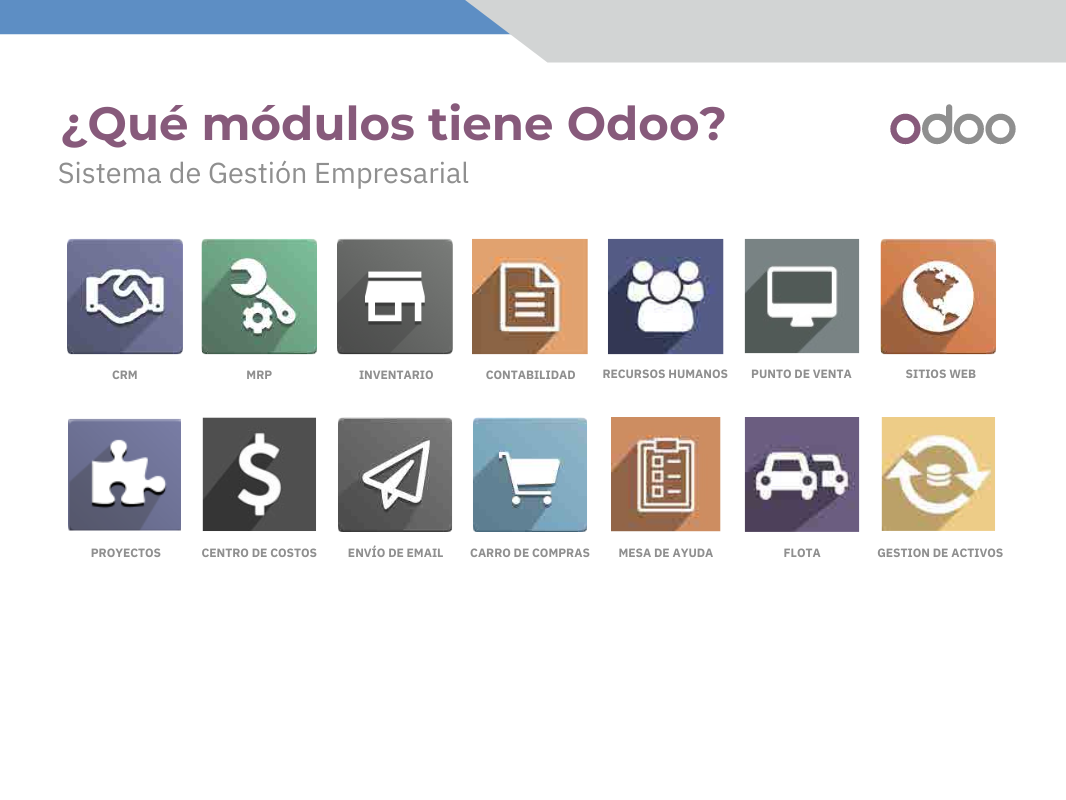 ¿Qué módulos tiene Odoo?
odoo
Sistema de Gestión Empresarial
CRM
MRP
INVENTARIO
CONTABILIDAD
RECURSOS HUMANOS
PUNTO DE VENTA
SITIOS WEB
PROYECTOS
CENTRO DE COSTOS
ENVÍO DE EMAIL
CARRO DE COMPRAS
MESA DE AYUDA
FLOTA
GESTION DE ACTIVOS